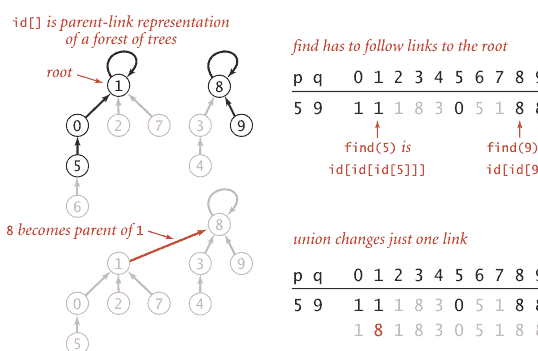 id[] is parent-link representation
of a forest of trees
root
1
8
0
2
7
3
9
5
4
6
find has to follow links to the root
p q 0 1 2 3 4 5 6 7 8
5 9 1 1 1 8 3 0 5 1 8 8
find(5) is
id[id[id[5]]]
find(9)
id[id[9
8 becomes parent of 1
8
1
3
9
0
2
7
4
5
union changes just one link
p q 0 1 2 3 4 5 6 7 8
5 9 1 1 1 8 3 0 5 1 8 8
1 8 1 8 3 0 5 1 8 8